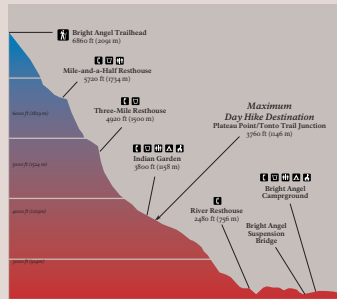 Bright Angel Trailhead
6860 ft (2091 m)
Mile-and-a-Half Resthouse
5720 ft (1734 m)
Three-Mile Resthouse
4920 ft (1500 m)
Maximum
Day Hike Destination
Plateau Point/Tonto Trail Junction
3760 ft (1146 m)
Indian Garden
3800 ft (1158 m)
River Resthouse
2480 ft (756 m)
Bright Angel
Campground
Bright Angel
Suspension
Bridge